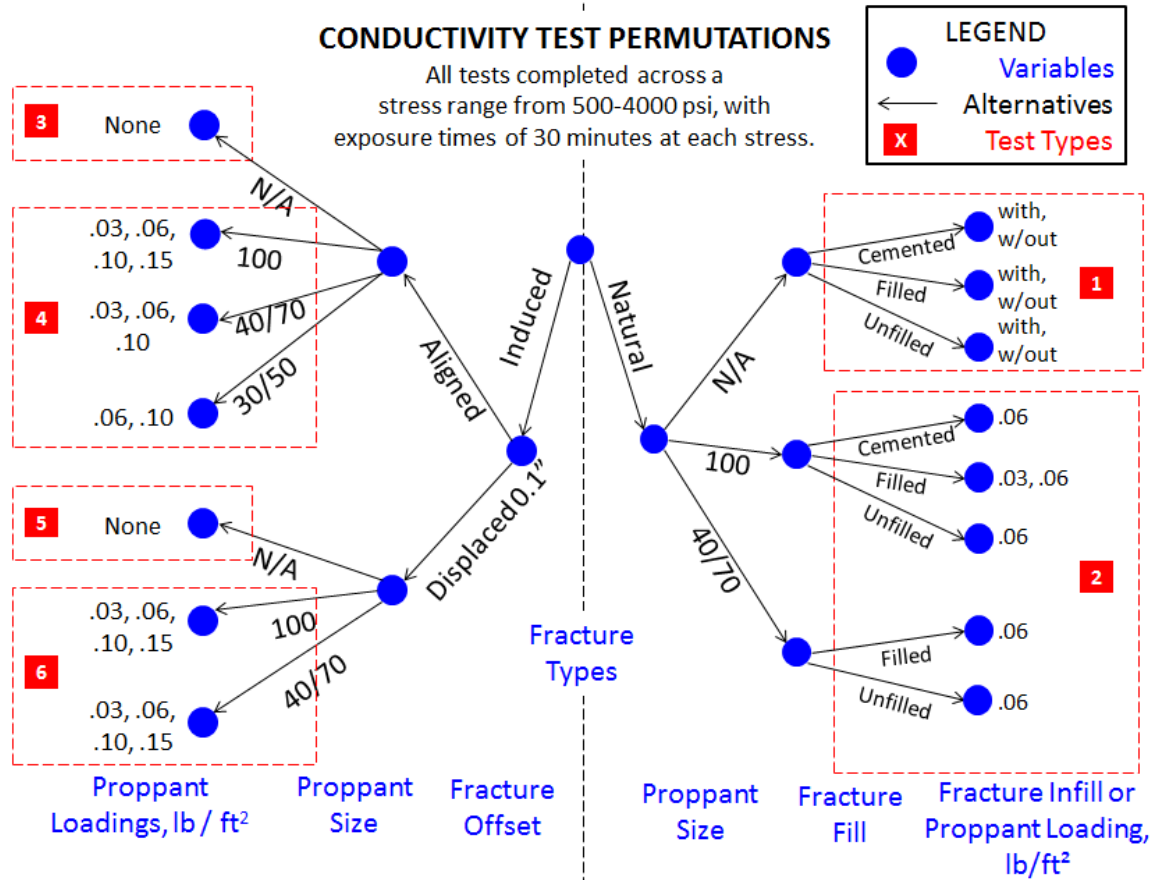 CONDUCTIVITY TEST PERMUTATIONS
All tests completed across a
stress range from 500-4000 psi, with
exposure times of 30 minutes at each stress.
LEGEND
Variables
Alternatives
X
Test Types
3
None
N/A
4
.03, .06,
.10, .15
100
.03, .06,
.10
40/70
.06, .10
30/50
Aligned
Induced
Natural
5
None
N/A
6
.03, .06,
.10, .15
100
.03, .06,
.10, .15
40/70
Displaced 0.1”
Fracture
Types
N/A
Cemented
with,
w/out
Filled
with,
w/out
Unfilled
with,
w/out
1
100
Cemented
.06
Filled
.03, .06
Unfilled
.06
2
40/70
Filled
.06
Unfilled
.06
Proppant
Loadings, lb / ft²
Proppant
Size
Fracture
Offset
Proppant
Size
Fracture
Fill
Fracture Infill or
Proppant Loading,
lb/ft²